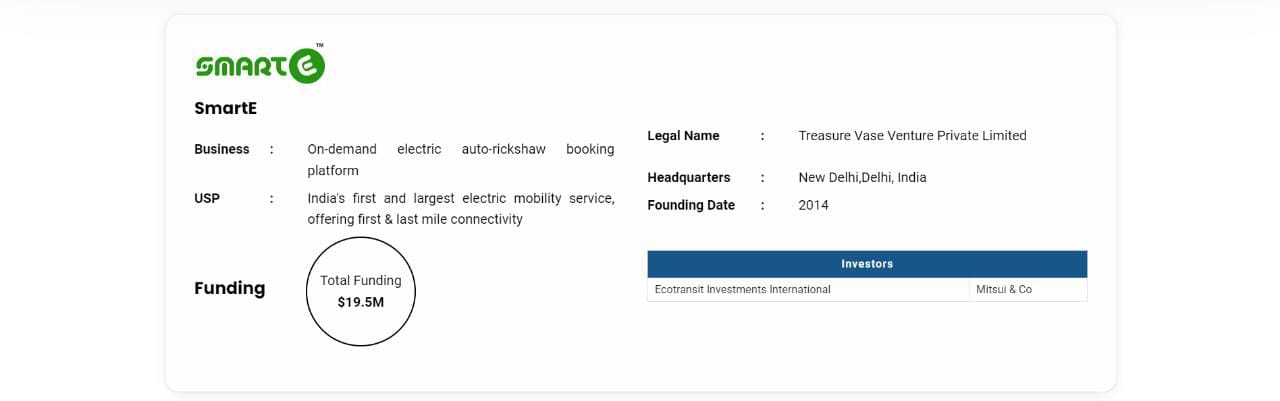 SMARTE™
SmartE
Business : On-demand electric auto-rickshaw booking
platform
USP : India's first and largest electric mobility service,
offering first & last mile connectivity
Funding
Total Funding
$19.5M
Legal Name : Treasure Vase Venture Private Limited
Headquarters : New Delhi,Delhi, India
Founding Date : 2014
Investors
Ecotransit Investments International Mitsui & Co